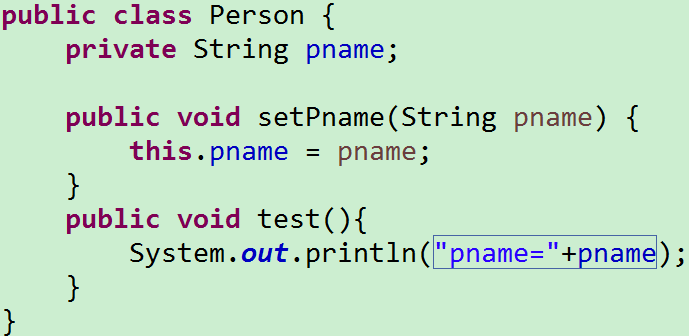 public class Person {
    private String pname;

    public void setPname(String pname) {
        this.pname = pname;
    }
    public void test(){
        System.out.println("pname="+pname);
    }
}